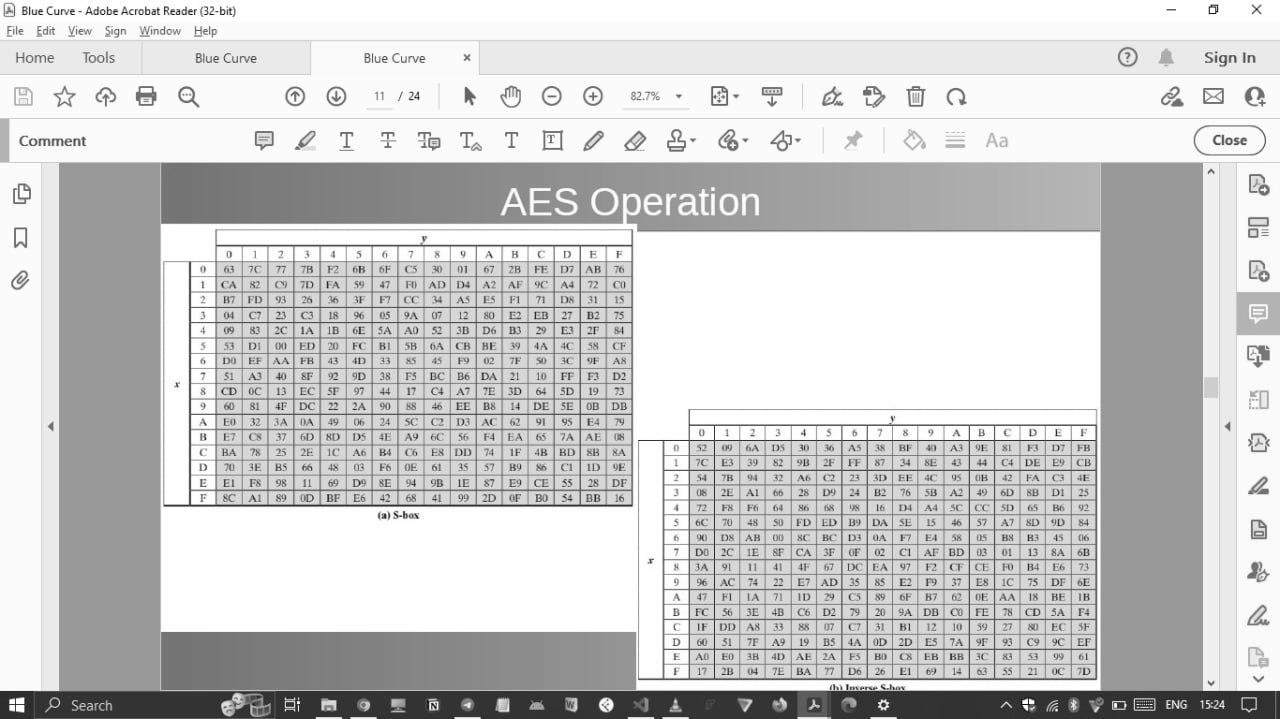 Blue Curve - Adobe Acrobat Reader (32-bit)
File Edit View Sign Window Help
Home Tools Blue Curve Blue Curve × Sign In
11 / 24 82.7%
Comment Aa Close
AES Operation
y
0 1 2 3 4 5 6 7 8 9 A B C D E F
0 63 7C 77 7B F2 6B 6F C5 30 01 67 2B FE D7 AB 76
1 CA 82 C9 7D FA 59 47 F0 AD D4 A2 AF 9C A4 72 C0
2 B7 FD 93 26 36 3F F7 CC 34 A5 E5 F1 71 D8 31 15
3 04 C7 23 C3 18 96 05 9A 07 12 80 E2 EB 27 B2 75
4 09 83 2C 1A 1B 6E 5A A0 52 3B D6 B3 29 E3 2F 84
5 53 D1 00 ED 20 FC B1 5B 6A CB BE 39 4A 4C 58 CF
6 D0 EF AA FB 43 4D 33 85 45 F9 02 7F 50 3C 9F A8
7 51 A3 40 8F 92 9D 38 F5 BC B6 DA 21 10 FF F3 D2
x
8 CD 0C 13 EC 5F 97 44 17 C4 A7 7E 3D 64 5D 19 73
9 60 81 4F DC 22 2A 90 88 46 EE B8 14 DE 5E 0B DB
A E0 32 3A 0A 49 06 24 5C C2 D3 AC 62 91 95 E4 79
B E7 C8 37 6D 8D D5 4E A9 6C 56 F4 EA 65 7A AE 08
C BA 78 25 2E 1C A6 B4 C6 E8 DD 74 1F 4B BD 8B 8A
D 70 3E B5 66 48 03 F6 0E 61 35 57 B9 86 C1 1D 9E
E E1 F8 98 11 69 D9 8E 94 9B 1E 87 E9 CE 55 28 DF
F 8C A1 89 0D BF E6 42 68 41 99 2D 0F B0 54 BB 16
(a) S-box
y
0 1 2 3 4 5 6 7 8 9 A B C D E F
0 52 09 6A D5 30 36 A5 38 BF 40 A3 9E 81 F3 D7 FB
1 7C E3 39 82 9B 2F FF 87 34 8E 43 44 C4 DE E9 CB
2 54 7B 94 32 A6 C2 23 3D EE 4C 95 0B 42 FA C3 4E
3 08 2E A1 66 28 D9 24 B2 76 5B A2 49 6D 8B D1 25
4 72 F8 F6 64 86 68 98 16 D4 A4 5C CC 5D 65 B6 92
5 6C 70 48 50 FD ED B9 DA 5E 15 46 57 A7 8D 9D 84
6 90 D8 AB 00 8C BC D3 0A F7 E4 58 05 B8 B3 45 06
7 D0 2C 1E 8F CA 3F 0F 02 C1 AF BD 03 01 13 8A 6B
x
8 3A 91 11 41 4F 67 DC EA 97 F2 CF CE F0 B4 E6 73
9 96 AC 74 22 E7 AD 35 85 E2 F9 37 E8 1C 75 DF 6E
A 47 F1 1A 71 1D 29 C5 89 6F B7 62 0E AA 18 BE 1B
B FC 56 3E 4B C6 D2 79 20 9A DB C0 FE 78 CD 5A F4
C 1F DD A8 33 88 07 C7 31 B1 12 10 59 27 80 EC 5F
D 60 51 7F A9 19 B5 4A 0D 2D E5 7A 9F 93 C9 9C EF
E A0 E0 3B 4D AE 2A F5 B0 C8 EB BB 3C 83 53 99 61
F 17 2B 04 7E BA 77 D6 26 E1 69 14 63 55 21 0C 7D
(b) Inverse S-box
Search ENG 15:24